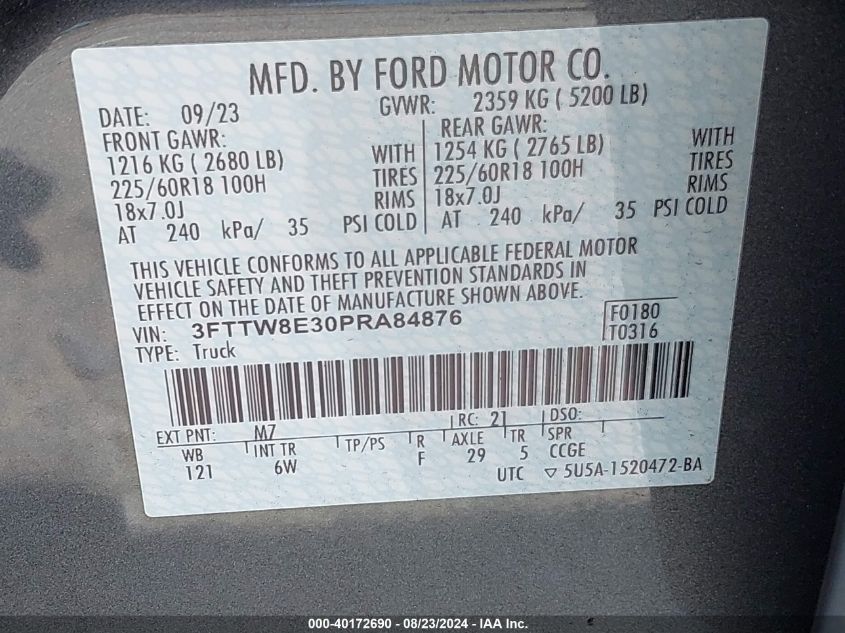 MFD. BY FORD MOTOR CO.
DATE: 09/23 GVWR: 2359 KG ( 5200 LB)
FRONT GAWR: REAR GAWR:
1216 KG ( 2680 LB) WITH 1254 KG ( 2765 LB) WITH
225/60R18 100H TIRES 225/60R18 100H TIRES
18x7.0J RIMS 18x7.0J RIMS
AT 240 kPa/ 35 PSI COLD AT 240 kPa/ 35 PSI COLD
THIS VEHICLE CONFORMS TO ALL APPLICABLE FEDERAL MOTOR
VEHICLE SAFETY AND THEFT PREVENTION STANDARDS IN
EFFECT ON THE DATE OF MANUFACTURE SHOWN ABOVE.
VIN: 3FTTW8E30PRA84876 F0180
TYPE: Truck T0316
EXT PNT: M7 RC: 21 DSO:
WB INT TR TP/PS R AXLE TR SPR
121 6W F 29 5 CCGE
UTC ▽ 5U5A-1520472-BA
000-40172690 - 08/23/2024 - IAA Inc.